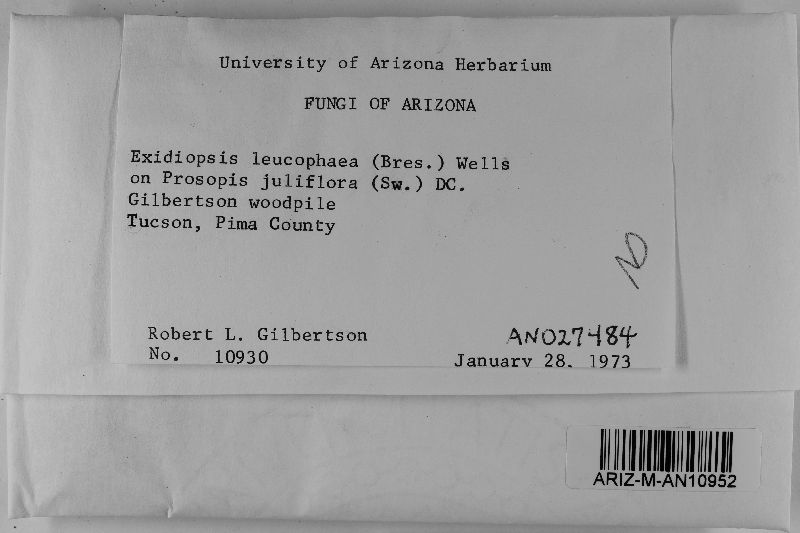 University of Arizona Herbarium
FUNGI OF ARIZONA
Exidiopsis leucophaea (Bres.) Wells
on Prosopis juliflora (Sw.) DC.
Gilbertson woodpile
Tucson, Pima County
Robert L. Gilbertson
No. 10930
AN027484
January 28, 1973
ARIZ-M-AN10952